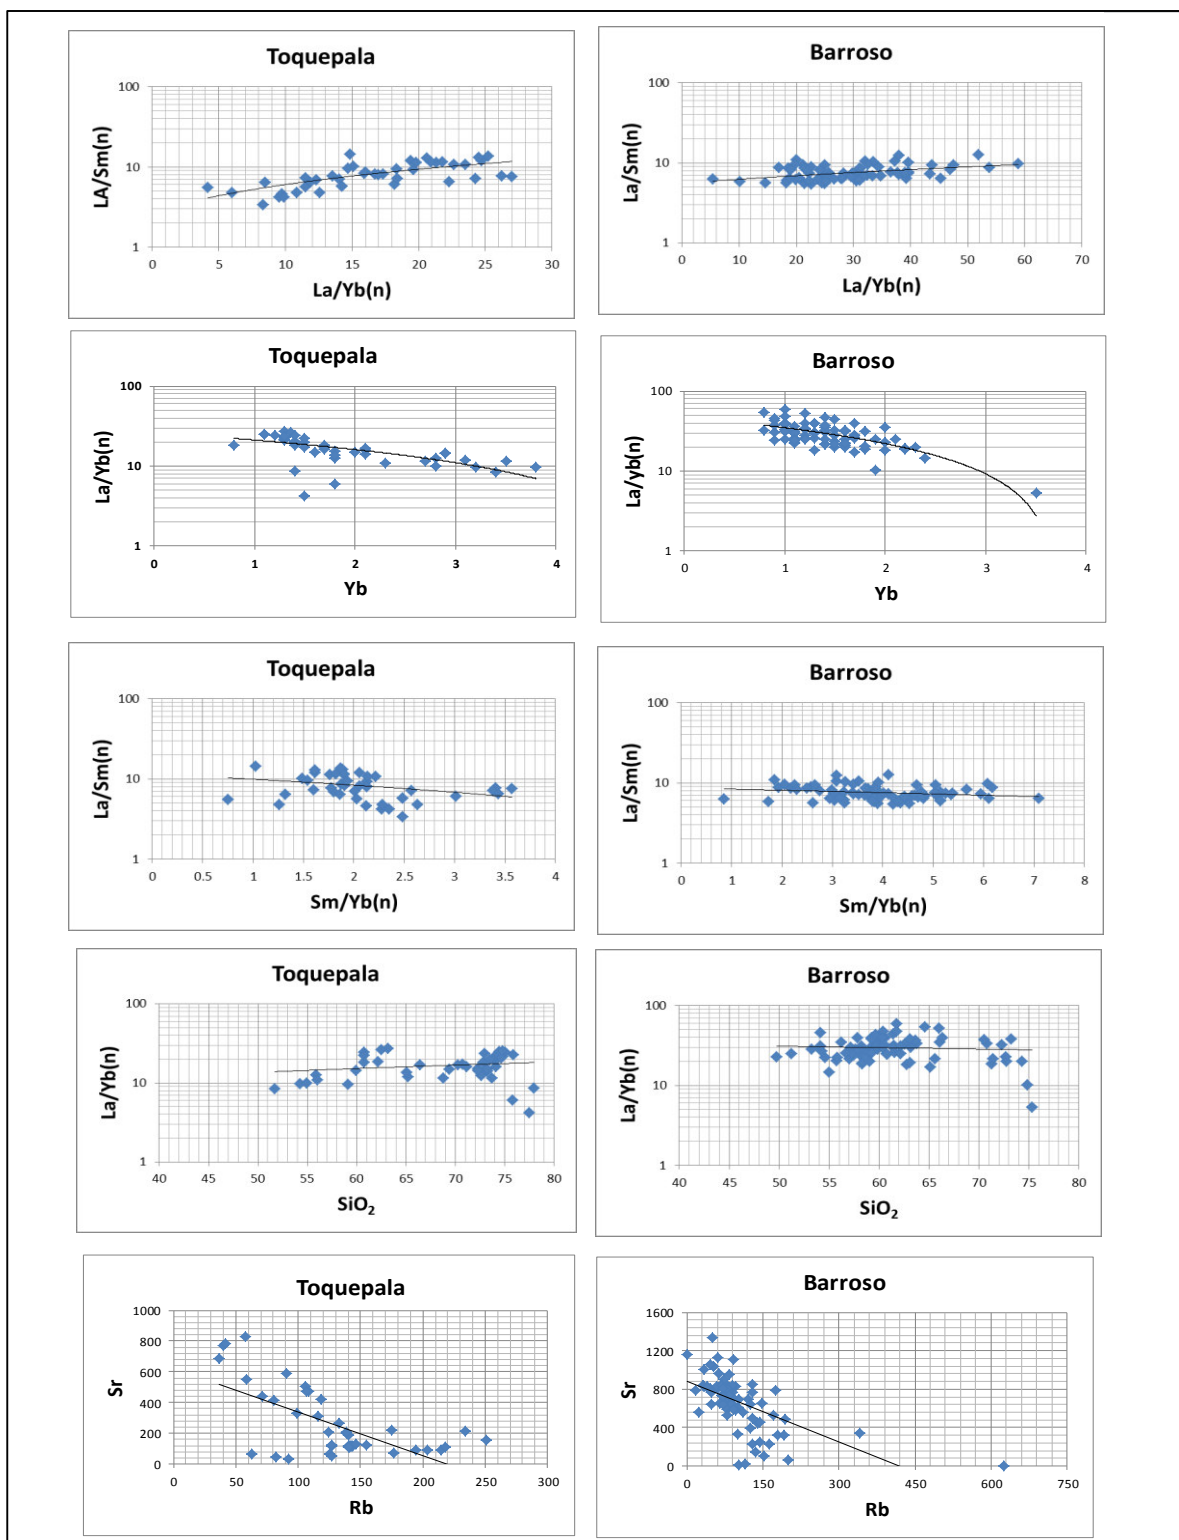 Toquepala
100
10
1
LA/Sm(n)
0 5 10 15 20 25 30
La/Yb(n)
Barroso
100
10
1
La/Sm(n)
0 10 20 30 40 50 60 70
La/Yb(n)
Toquepala
100
10
1
La/Yb(n)
0 1 2 3 4
Yb
Barroso
100
10
1
La/yb(n)
0 1 2 3 4
Yb
Toquepala
100
10
1
La/Sm(n)
0 0.5 1 1.5 2 2.5 3 3.5 4
Sm/Yb(n)
Barroso
100
10
1
La/Sm(n)
0 1 2 3 4 5 6 7 8
Sm/Yb(n)
Toquepala
100
10
1
La/Yb(n)
40 45 50 55 60 65 70 75 80
SiO₂
Barroso
100
10
1
La/Yb(n)
40 45 50 55 60 65 70 75 80
SiO₂
Toquepala
1000
800
600
400
200
0
Sr
0 50 100 150 200 250 300
Rb
Barroso
1600
1200
800
400
0
Sr
0 150 300 450 600 750
Rb